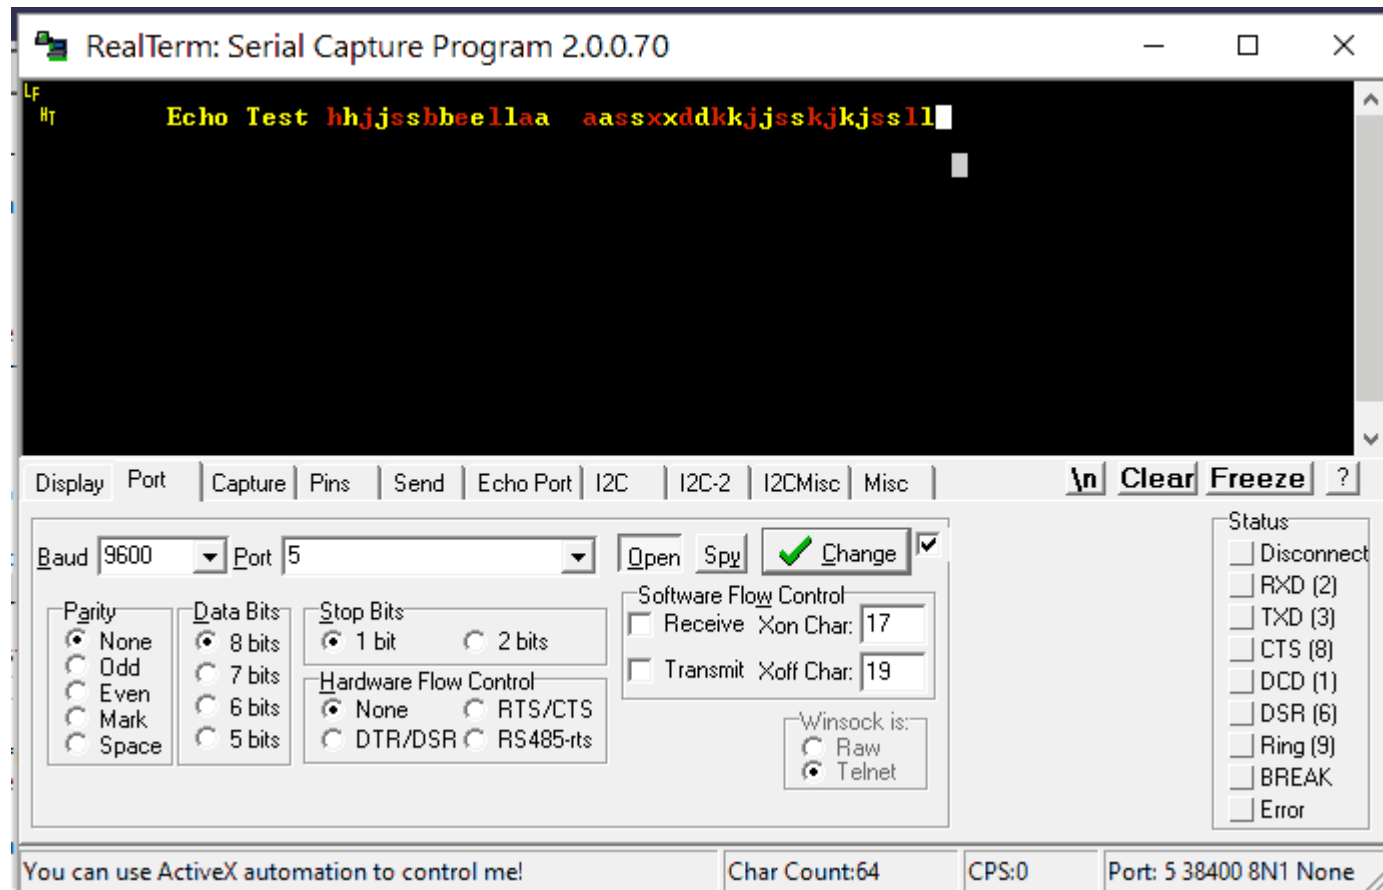 RealTerm: Serial Capture Program 2.0.0.70
LF
HT Echo Test hhjjssbbeellaa aassxxddkkjjsskjkjssll
Display Port Capture Pins Send Echo Port I2C I2C-2 I2CMisc Misc \n Clear Freeze ?
Baud 9600 Port 5 Open Spy Change
Parity
None
Odd
Even
Mark
Space
Data Bits
8 bits
7 bits
6 bits
5 bits
Stop Bits
1 bit 2 bits
Hardware Flow Control
None RTS/CTS
DTR/DSR RS485-rts
Software Flow Control
Receive Xon Char: 17
Transmit Xoff Char: 19
Winsock is:
Raw
Telnet
Status
Disconnect
RXD (2)
TXD (3)
CTS (8)
DCD (1)
DSR (6)
Ring (9)
BREAK
Error
You can use ActiveX automation to control me! Char Count:64 CPS:0 Port: 5 38400 8N1 None